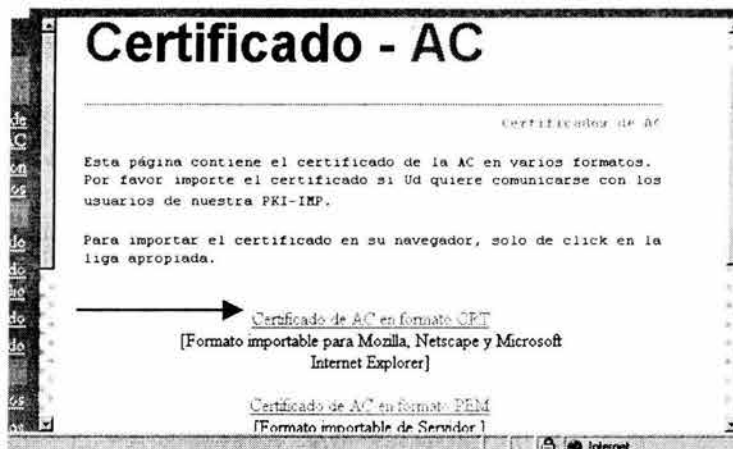 Certificado - AC
Certificados de AC
Esta página contiene el certificado de la AC en varios formatos.
Por favor importe el certificado si Ud quiere comunicarse con los
usuarios de nuestra PKI-IMP.
Para importar el certificado en su navegador, solo de click en la
liga apropiada.
Certificado de AC en formato CRT
[Formato importable para Mozilla, Netscape y Microsoft
Internet Explorer]
Certificado de AC en formato PEM
[Formato importable de Servidor ]
Internet